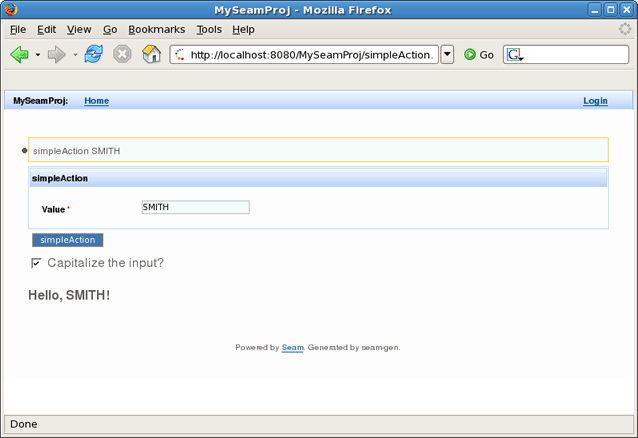 MySeamProj - Mozilla Firefox
File Edit View Go Bookmarks Tools Help
http://localhost:8080/MySeamProj/simpleAction. Go G
MySeamProj: Home Login
simpleAction SMITH
simpleAction
Value * SMITH
simpleAction
Capitalize the input?
Hello, SMITH!
Powered by Seam. Generated by seam-gen.
Done